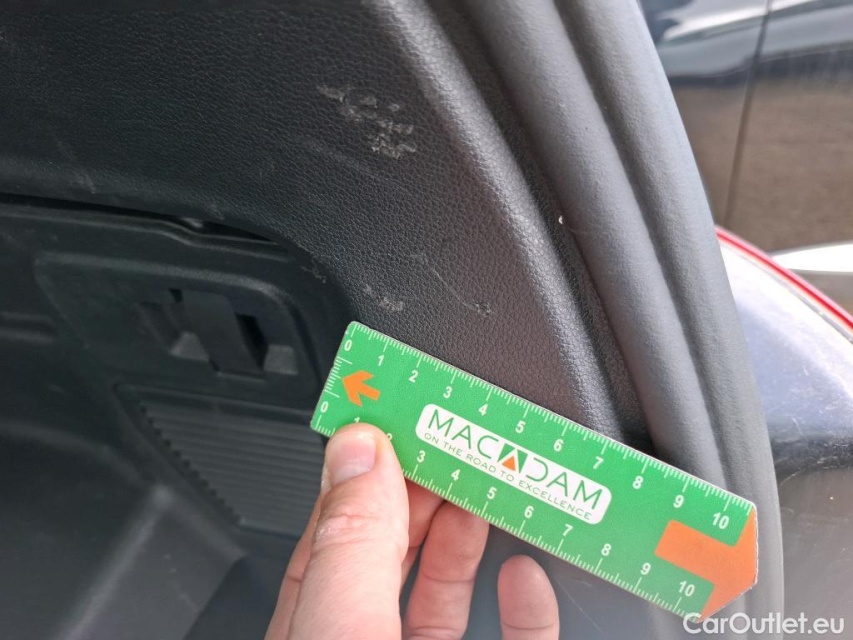 0 1 2 3 4 5 6 7 8 9 10
MACADAM
ON THE ROAD TO EXCELLENCE
0 1 2 3 4 5 6 7 8 9 10
CarOutlet.eu